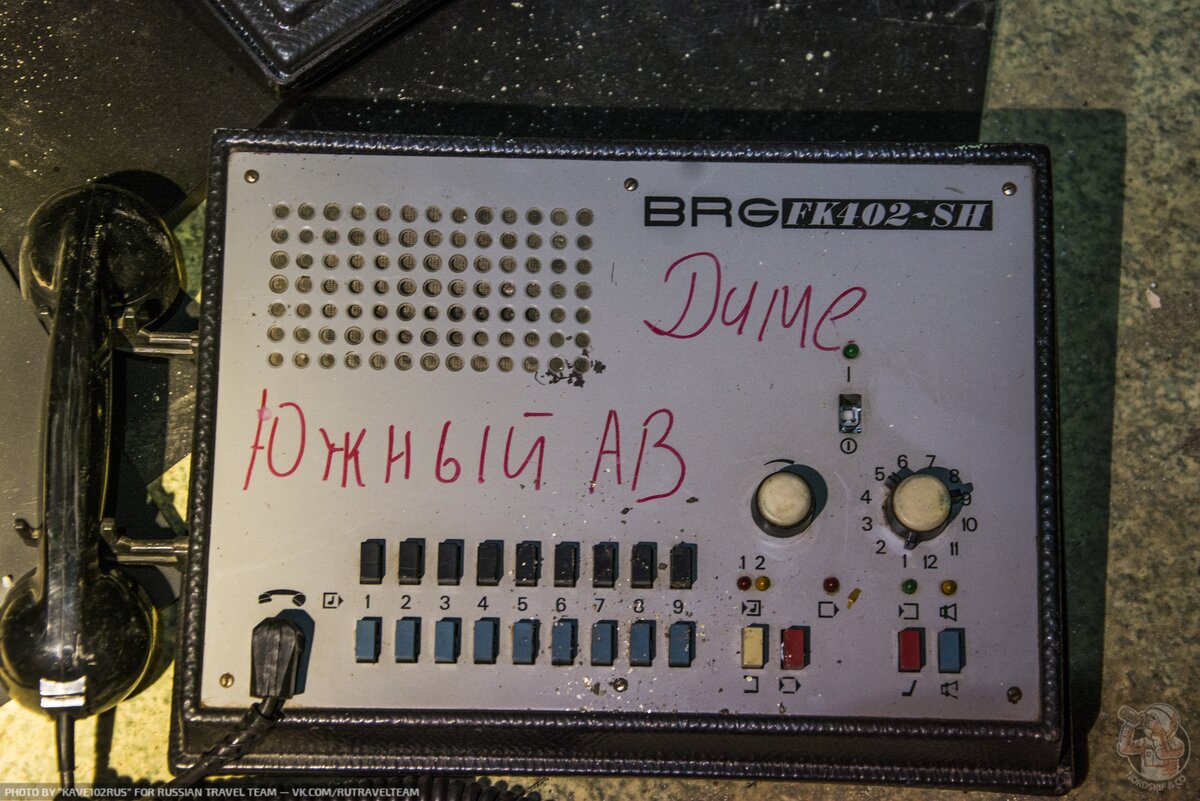 BRG FK402-SH
Диме
Южный АВ
5 6 7 8
4 9
3 10
2 1 12 11
1 2
1 2 3 4 5 6 7 8 9
PHOTO BY "KAVE102RUS" FOR RUSSIAN TRAVEL TEAM — VK.COM/RUTRAVELTEAM